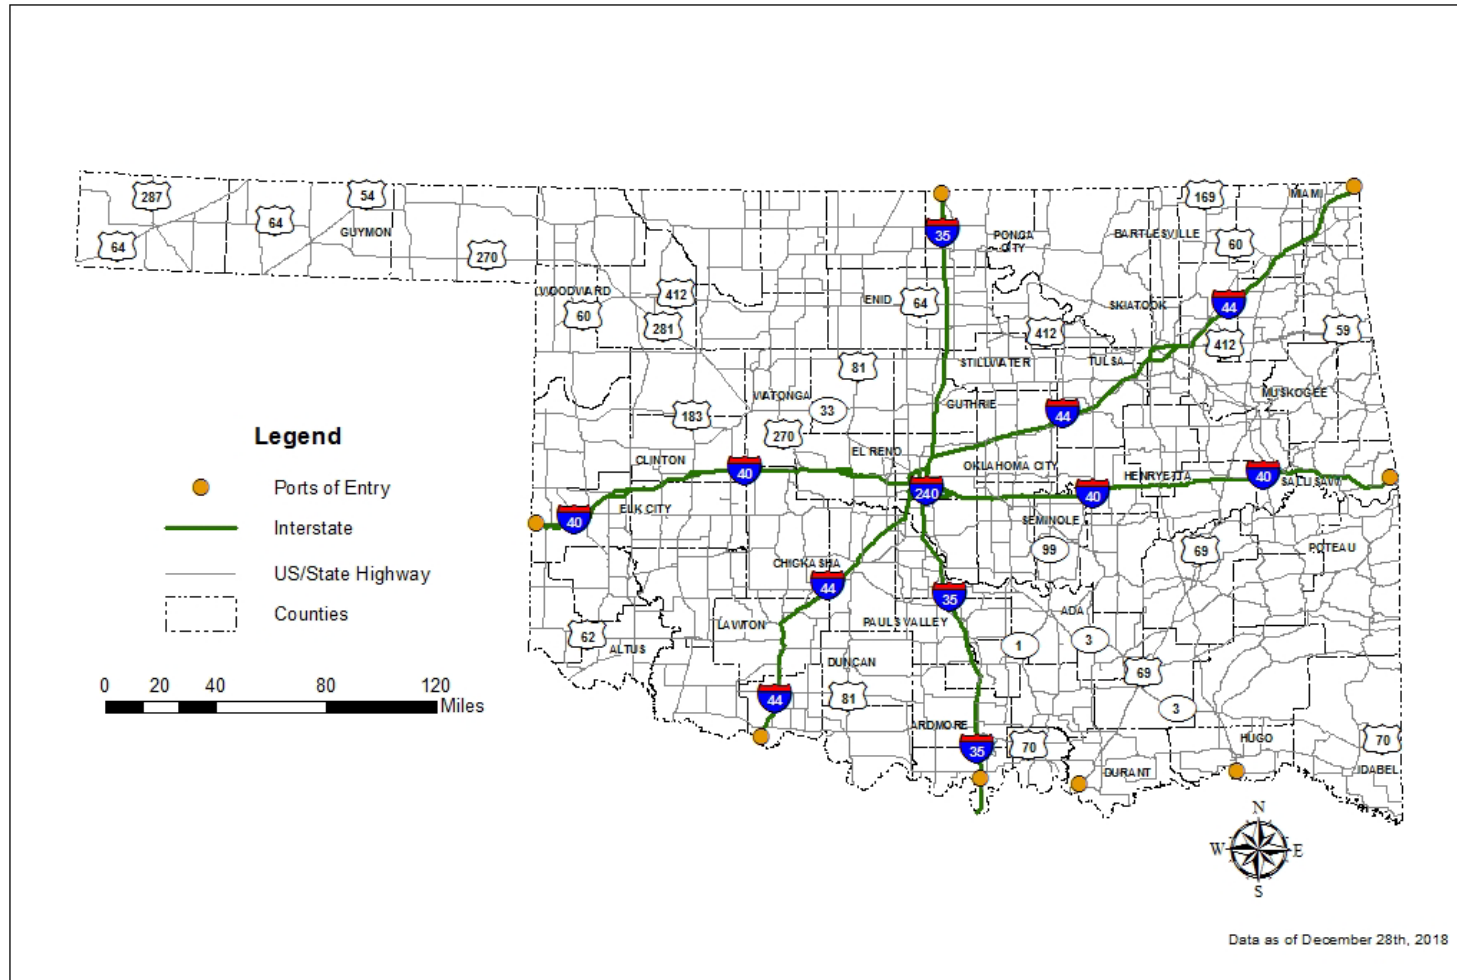 287
54
64
64
GUYMON
270
35
PONCA
CITY
BARTLESVILLE
169
MIAMI
60
WOODWARD
412
60
281
ENID
64
SKIATOOK
44
412
412
59
81
STILLWATER
TULSA
MUSKOGEE
WATONGA
33
GUTHRIE
44
183
270
Legend
EL RENO
CLINTON
40
OKLAHOMA CITY
HENRYETTA
40
SALLISAW
Ports of Entry
240
40
ELK CITY
40
SEMINOLE
Interstate
99
69
POTEAU
CHICKASHA
US/State Highway
44
35
Counties
LAWTON
PAULS VALLEY
ADA
62
ALTUS
1
3
DUNCAN
69
0 20 40 80 120
Miles
44
81
3
ARDMORE
35
70
HUGO
70
DURANT
IDABEL
N
W E
S
Data as of December 28th, 2018